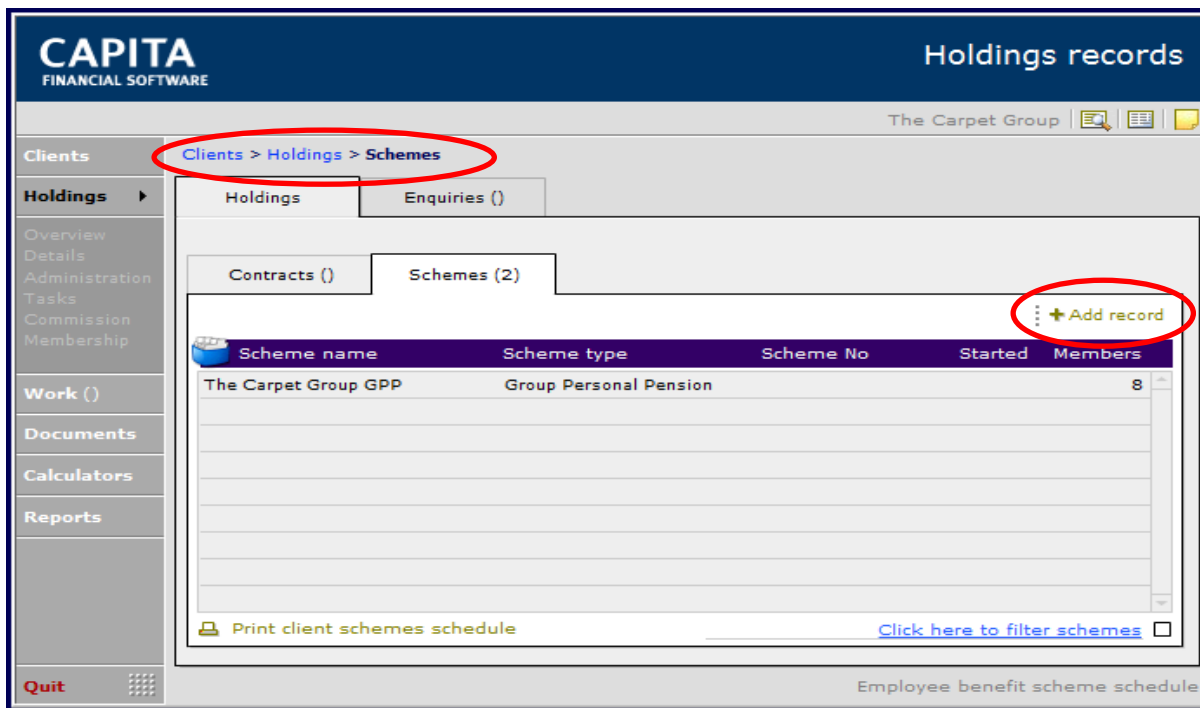 CAPITA
FINANCIAL SOFTWARE
Holdings records
The Carpet Group
Clients
Clients > Holdings > Schemes
Holdings
Holdings
Enquiries ()
Overview
Details
Administration
Tasks
Commission
Membership
Contracts ()
Schemes (2)
+ Add record
Scheme name Scheme type Scheme No Started Members
The Carpet Group GPP Group Personal Pension 8
Work ()
Documents
Calculators
Reports
Print client schemes schedule
Click here to filter schemes
Quit
Employee benefit scheme schedule